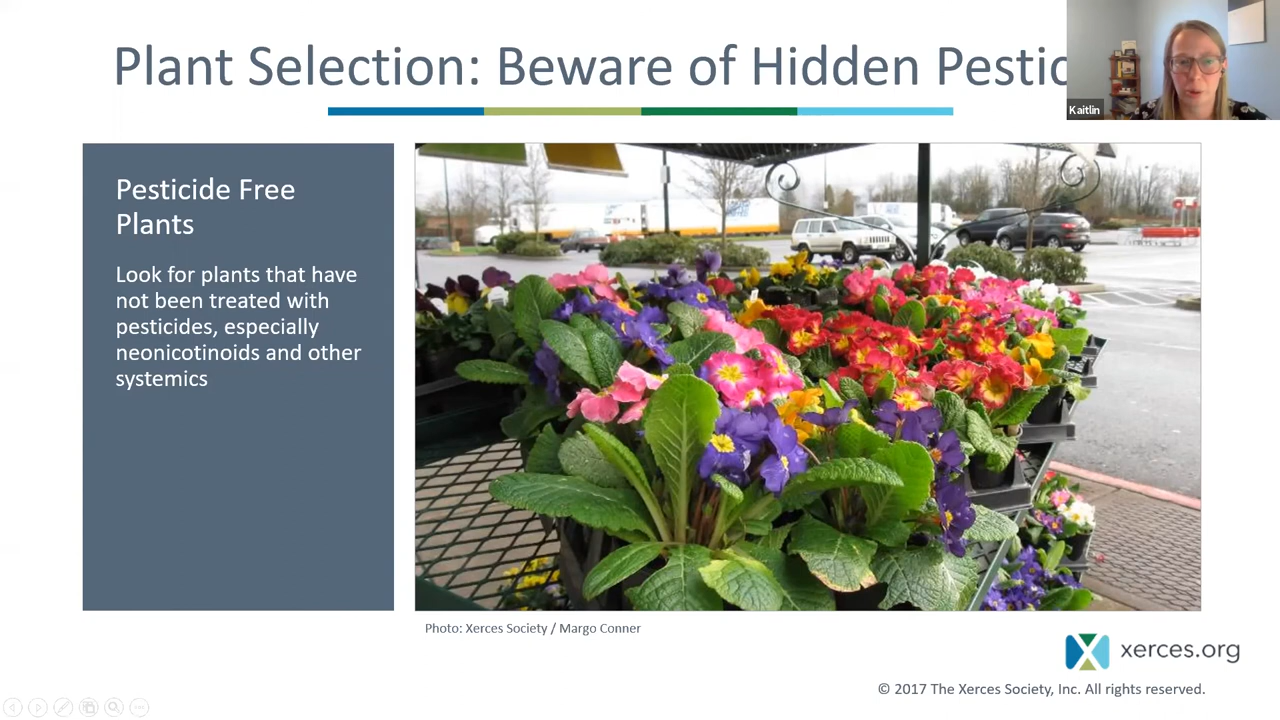 Plant Selection: Beware of Hidden Pestic
Kaitlin
Pesticide Free
Plants
Look for plants that have
not been treated with
pesticides, especially
neonicotinoids and other
systemics
Photo: Xerces Society / Margo Conner
xerces.org
© 2017 The Xerces Society, Inc. All rights reserved.